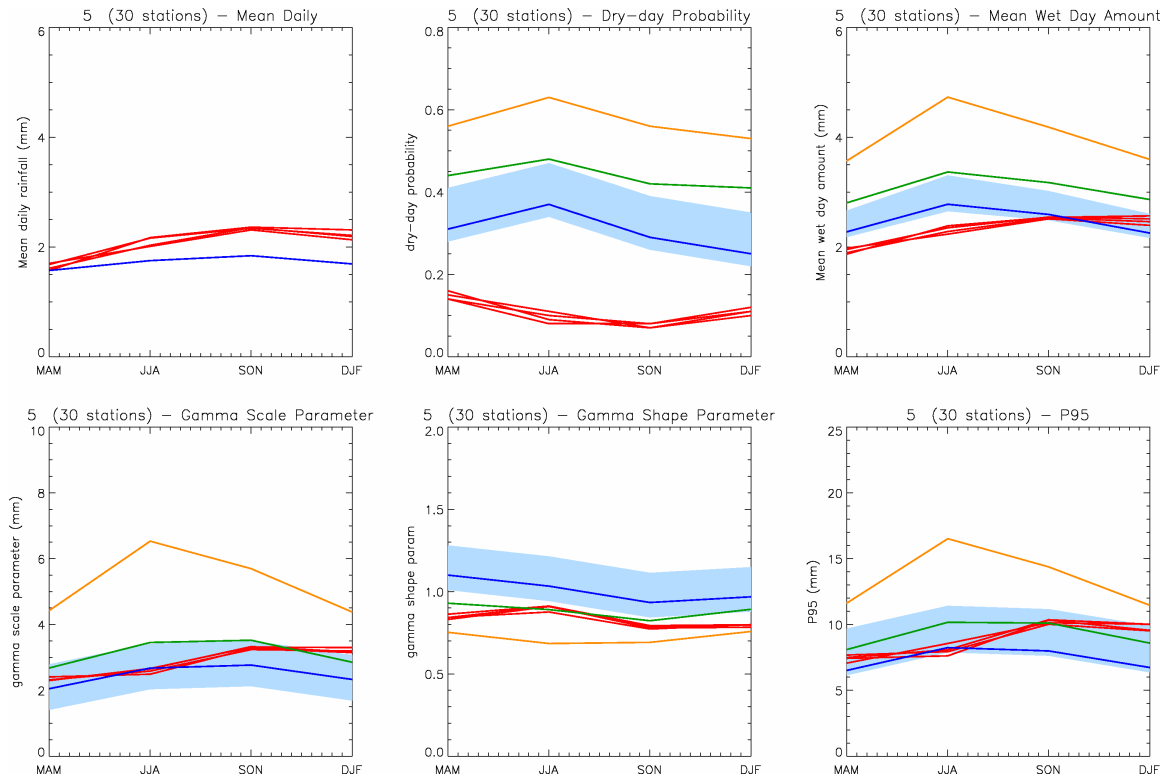 5 (30 stations) – Mean Daily
Mean daily rainfall (mm)
6
4
2
0
MAM JJA SON DJF
5 (30 stations) – Dry–day Probability
dry–day probability
0.8
0.6
0.4
0.2
0.0
MAM JJA SON DJF
5 (30 stations) – Mean Wet Day Amount
Mean wet day amount (mm)
6
4
2
0
MAM JJA SON DJF
5 (30 stations) – Gamma Scale Parameter
gamma scale parameter (mm)
10
8
6
4
2
0
MAM JJA SON DJF
5 (30 stations) – Gamma Shape Parameter
gamma shape param
2.0
1.5
1.0
0.5
0.0
MAM JJA SON DJF
5 (30 stations) – P95
P95 (mm)
25
20
15
10
5
0
MAM JJA SON DJF